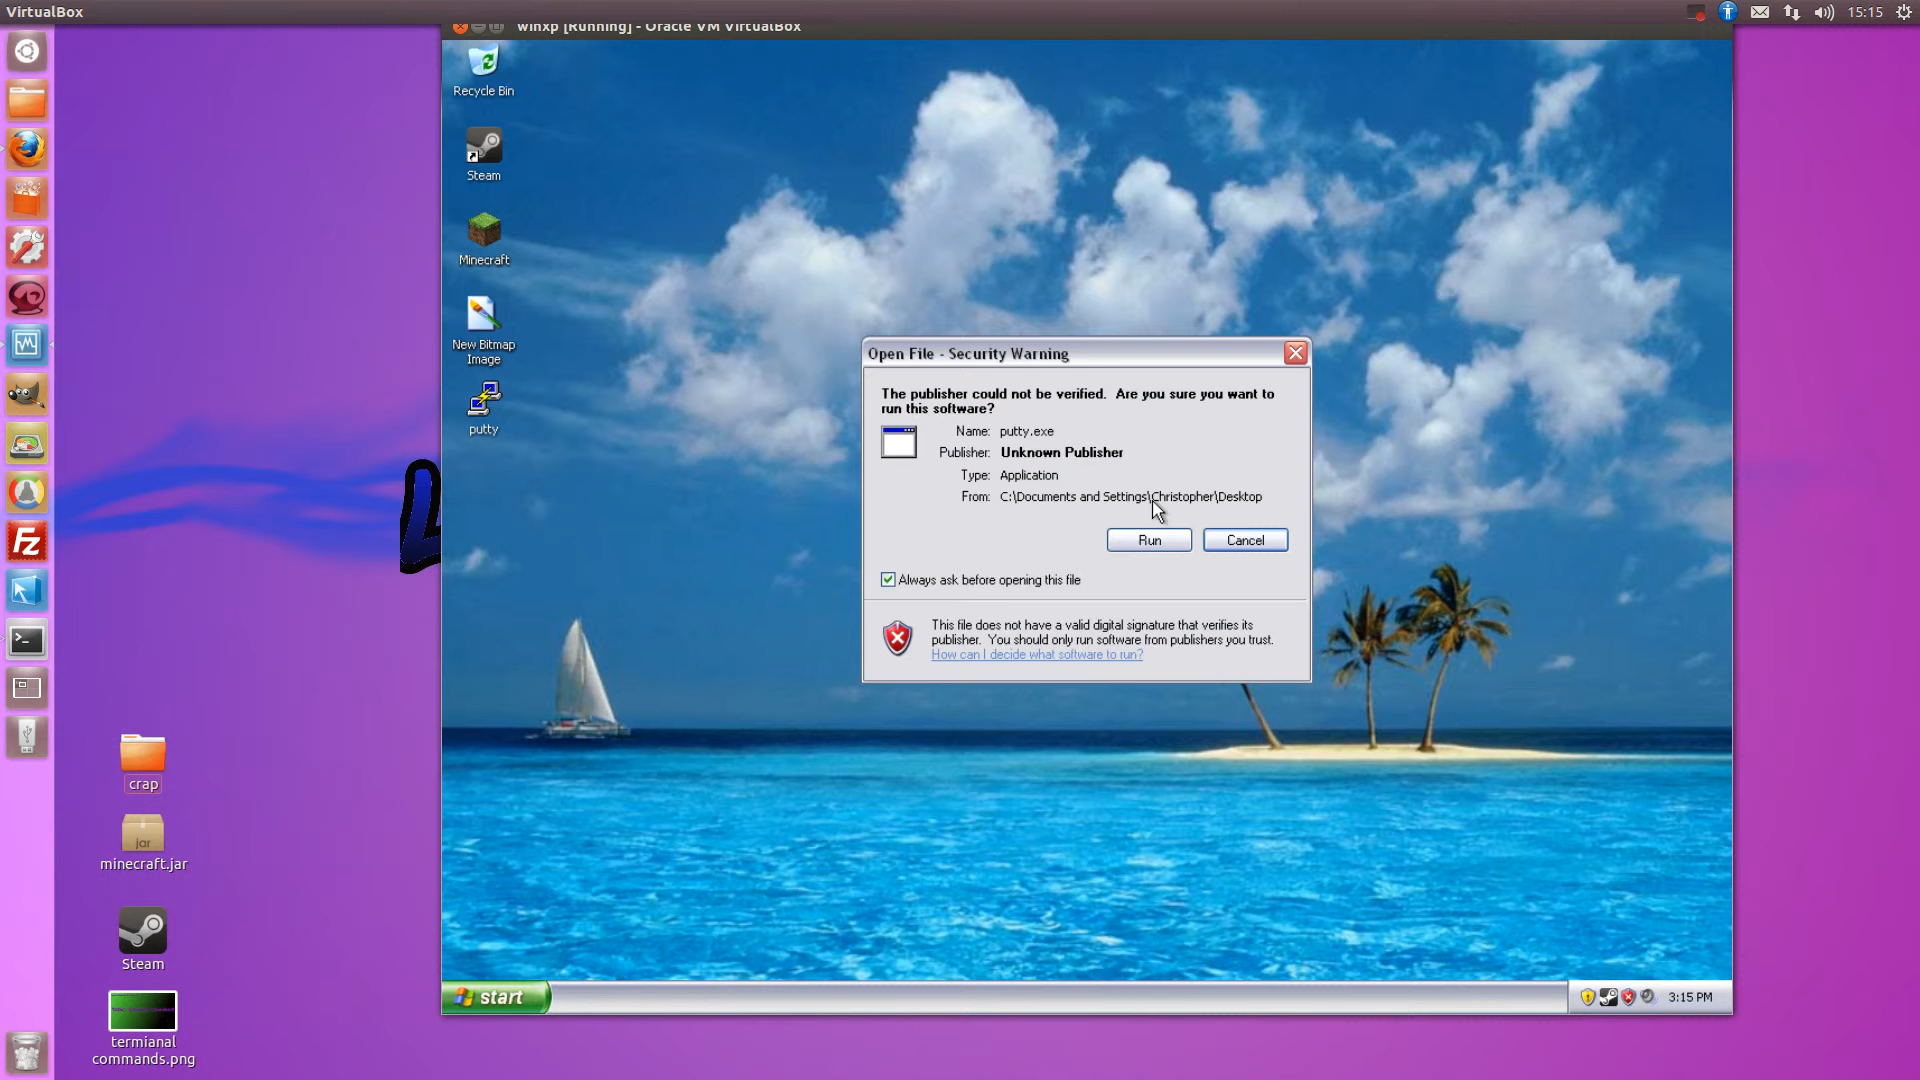 VirtualBox
15:15
winxp [Running] - Oracle VM VirtualBox
Recycle Bin
Steam
Minecraft
New Bitmap
Image
putty
Open File - Security Warning
The publisher could not be verified. Are you sure you want to
run this software?
Name: putty.exe
Publisher: Unknown Publisher
Type: Application
From: C:\Documents and Settings\Christopher\Desktop
Run
Cancel
Always ask before opening this file
This file does not have a valid digital signature that verifies its
publisher. You should only run software from publishers you trust.
How can I decide what software to run?
crap
jar
minecraft.jar
Steam
termianal
commands.png
start
3:15 PM